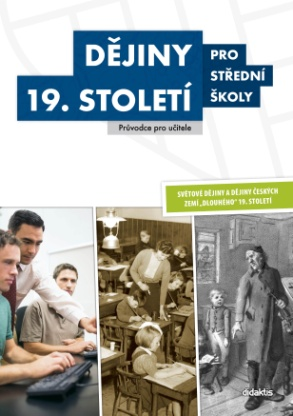 DĚJINY
19. STOLETÍ
PRO
STŘEDNÍ
ŠKOLY
Průvodce pro učitele
SVĚTOVÉ DĚJINY A DĚJINY ČESKÝCH
ZEMÍ „DLOUHÉHO“ 19. STOLETÍ
didaktis